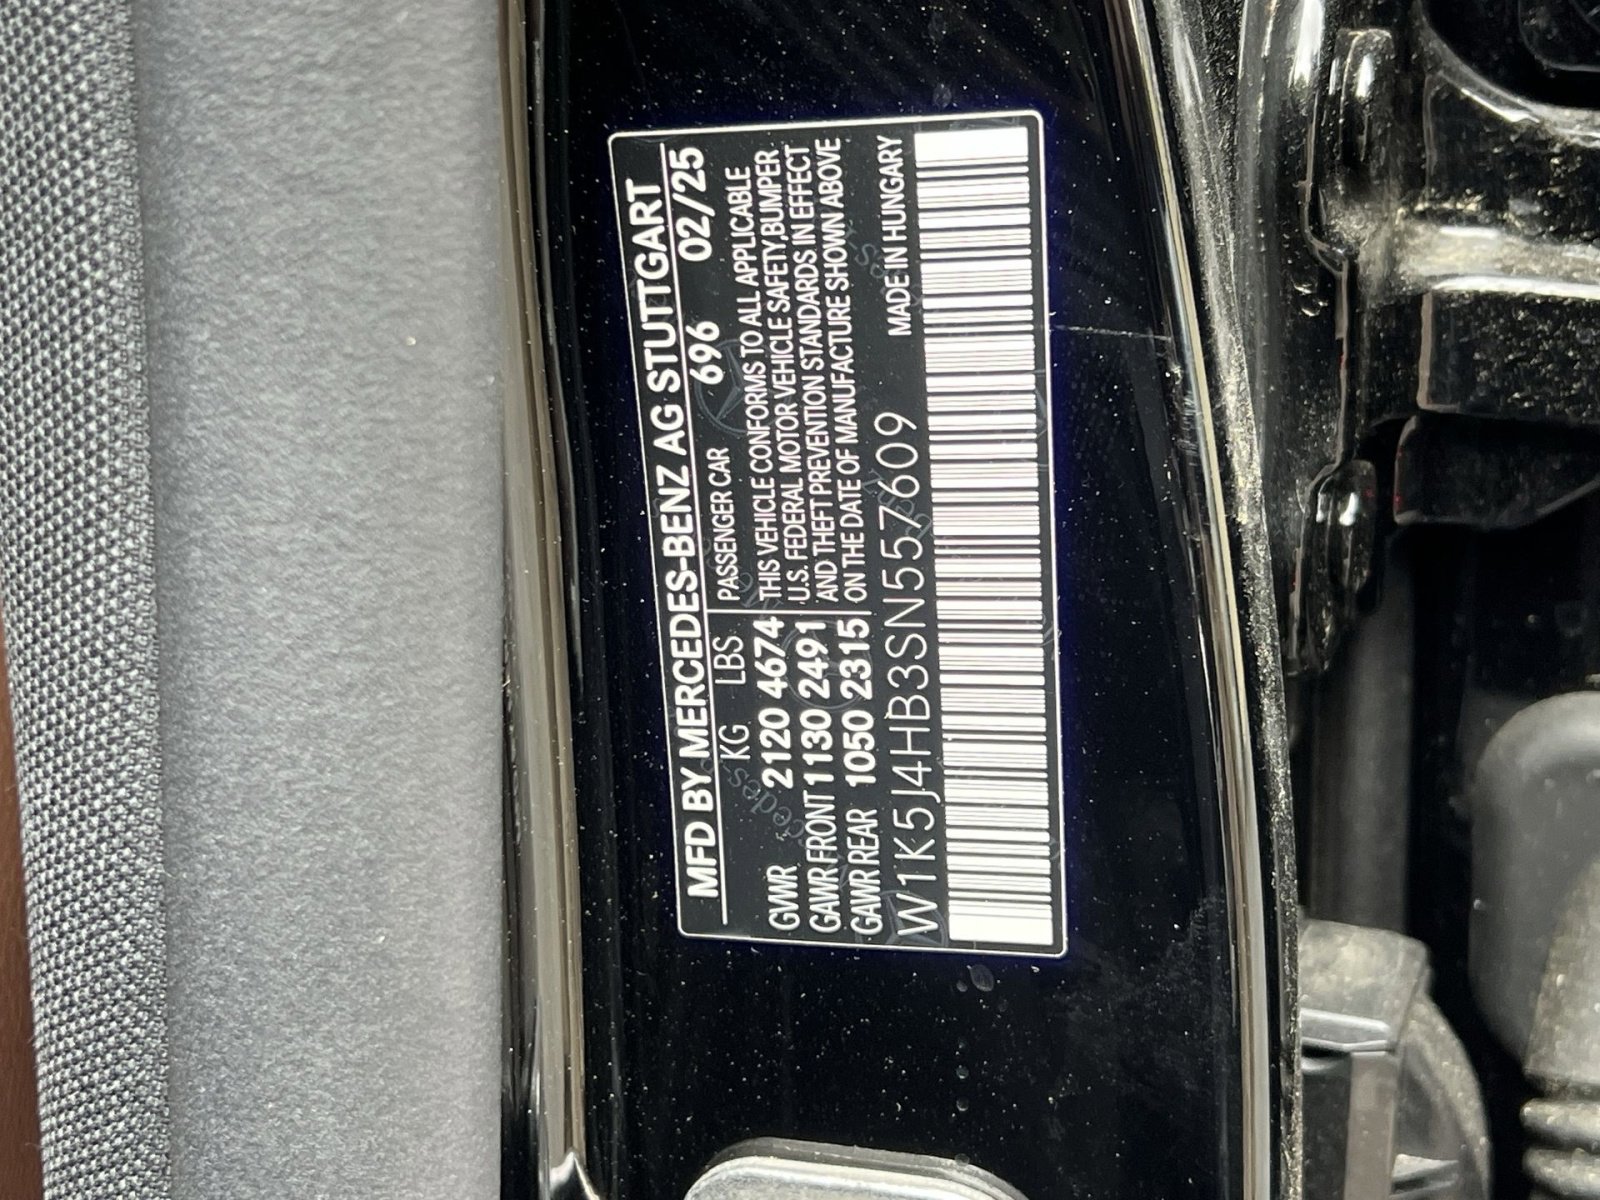 MFD BY MERCEDES-BENZ AG STUTTGART
KG LBS PASSENGER CAR 696 02/25
GVWR 2120 4674 THIS VEHICLE CONFORMS TO ALL APPLICABLE
GAWR FRONT 1130 2491 U.S. FEDERAL MOTOR VEHICLE SAFETY,BUMPER,
GAWR REAR 1050 2315 AND THEFT PREVENTION STANDARDS IN EFFECT
ON THE DATE OF MANUFACTURE SHOWN ABOVE
W1K5J4HB3SN557609 MADE IN HUNGARY